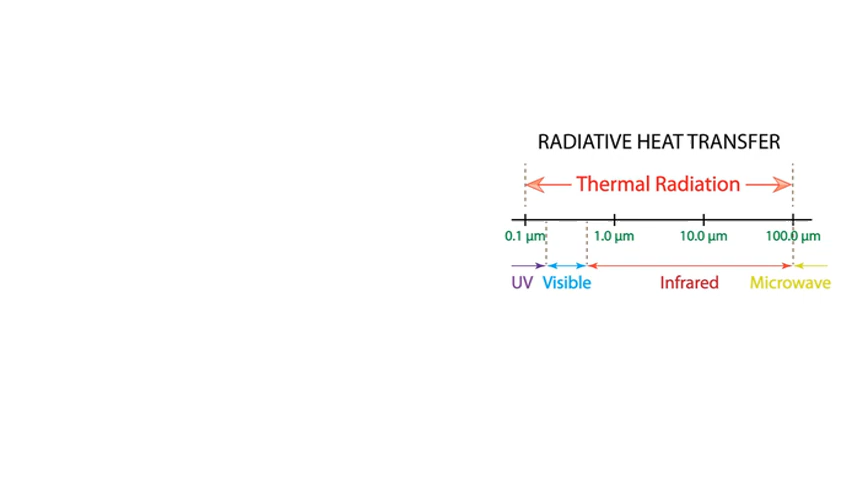 RADIATIVE HEAT TRANSFER
Thermal Radiation
0.1 µm 1.0 µm 10.0 µm 100.0 µm
UV Visible Infrared Microwave